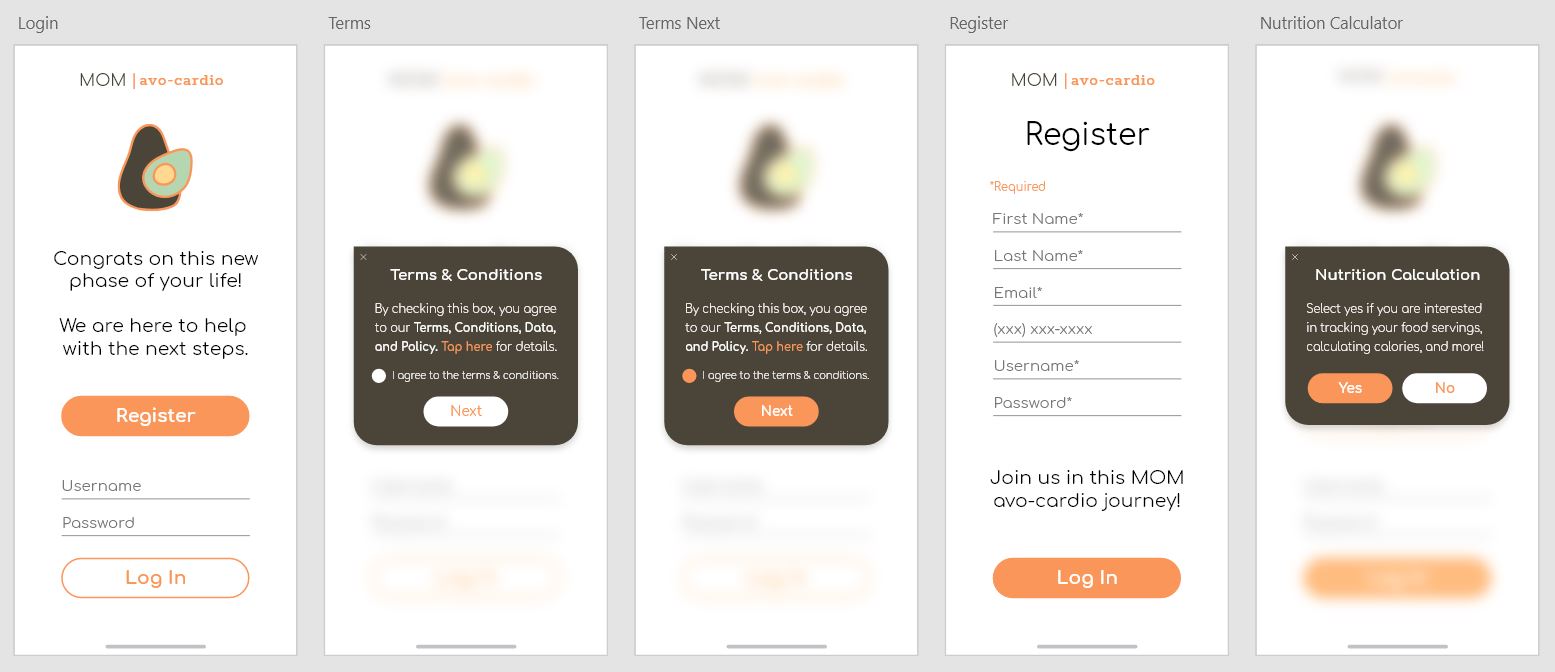 Login
MOM | avo-cardio
Congrats on this new
phase of your life!
We are here to help
with the next steps.
Register
Username
Password
Log In
Terms
Terms & Conditions
By checking this box, you agree
to our Terms, Conditions, Data,
and Policy. Tap here for details.
I agree to the terms & conditions.
Next
Terms Next
Terms & Conditions
By checking this box, you agree
to our Terms, Conditions, Data,
and Policy. Tap here for details.
I agree to the terms & conditions.
Next
Register
MOM | avo-cardio
Register
*Required
First Name*
Last Name*
Email*
(xxx) xxx-xxxx
Username*
Password*
Join us in this MOM
avo-cardio journey!
Log In
Nutrition Calculator
Nutrition Calculation
Select yes if you are interested
in tracking your food servings,
calculating calories, and more!
Yes
No